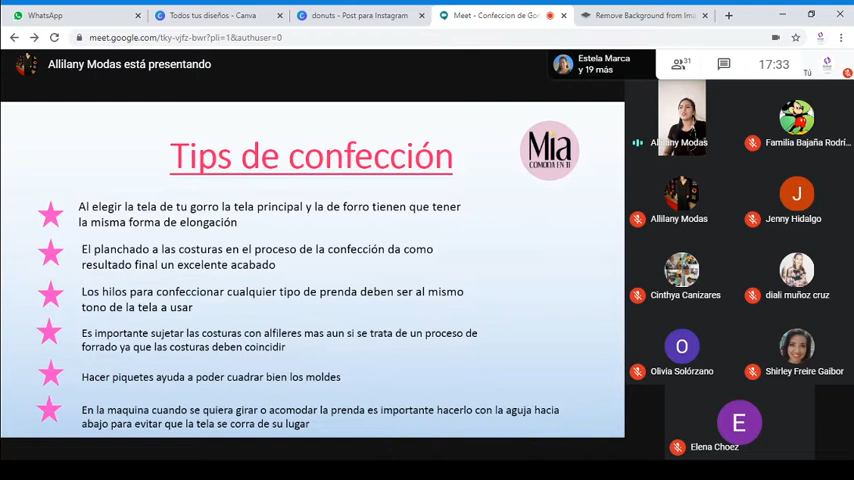 WhatsApp
Todos tus diseños - Canva
donuts - Post para Instagram
Meet - Confeccion de Go
Remove Background from Ima
meet.google.com/tky-vjfz-bwr?pli=1&authuser=0
Allilany Modas está presentando
Estela Marca
y 19 más
31
17:33
Tú
Tips de confección
Mia
COMODA EN TI
Al elegir la tela de tu gorro la tela principal y la de forro tienen que tener
la misma forma de elongación
El planchado a las costuras en el proceso de la confección da como
resultado final un excelente acabado
Los hilos para confeccionar cualquier tipo de prenda deben ser al mismo
tono de la tela a usar
Es importante sujetar las costuras con alfileres mas aun si se trata de un proceso de
forrado ya que las costuras deben coincidir
Hacer piquetes ayuda a poder cuadrar bien los moldes
En la maquina cuando se quiera girar o acomodar la prenda es importante hacerlo con la aguja hacia
abajo para evitar que la tela se corra de su lugar
Allilany Modas
Familia Bajaña Rodrí...
Allilany Modas
J
Jenny Hidalgo
Cinthya Canizares
diali muñoz cruz
O
Olivia Solórzano
Shirley Freire Gaibor
E
Elena Choez